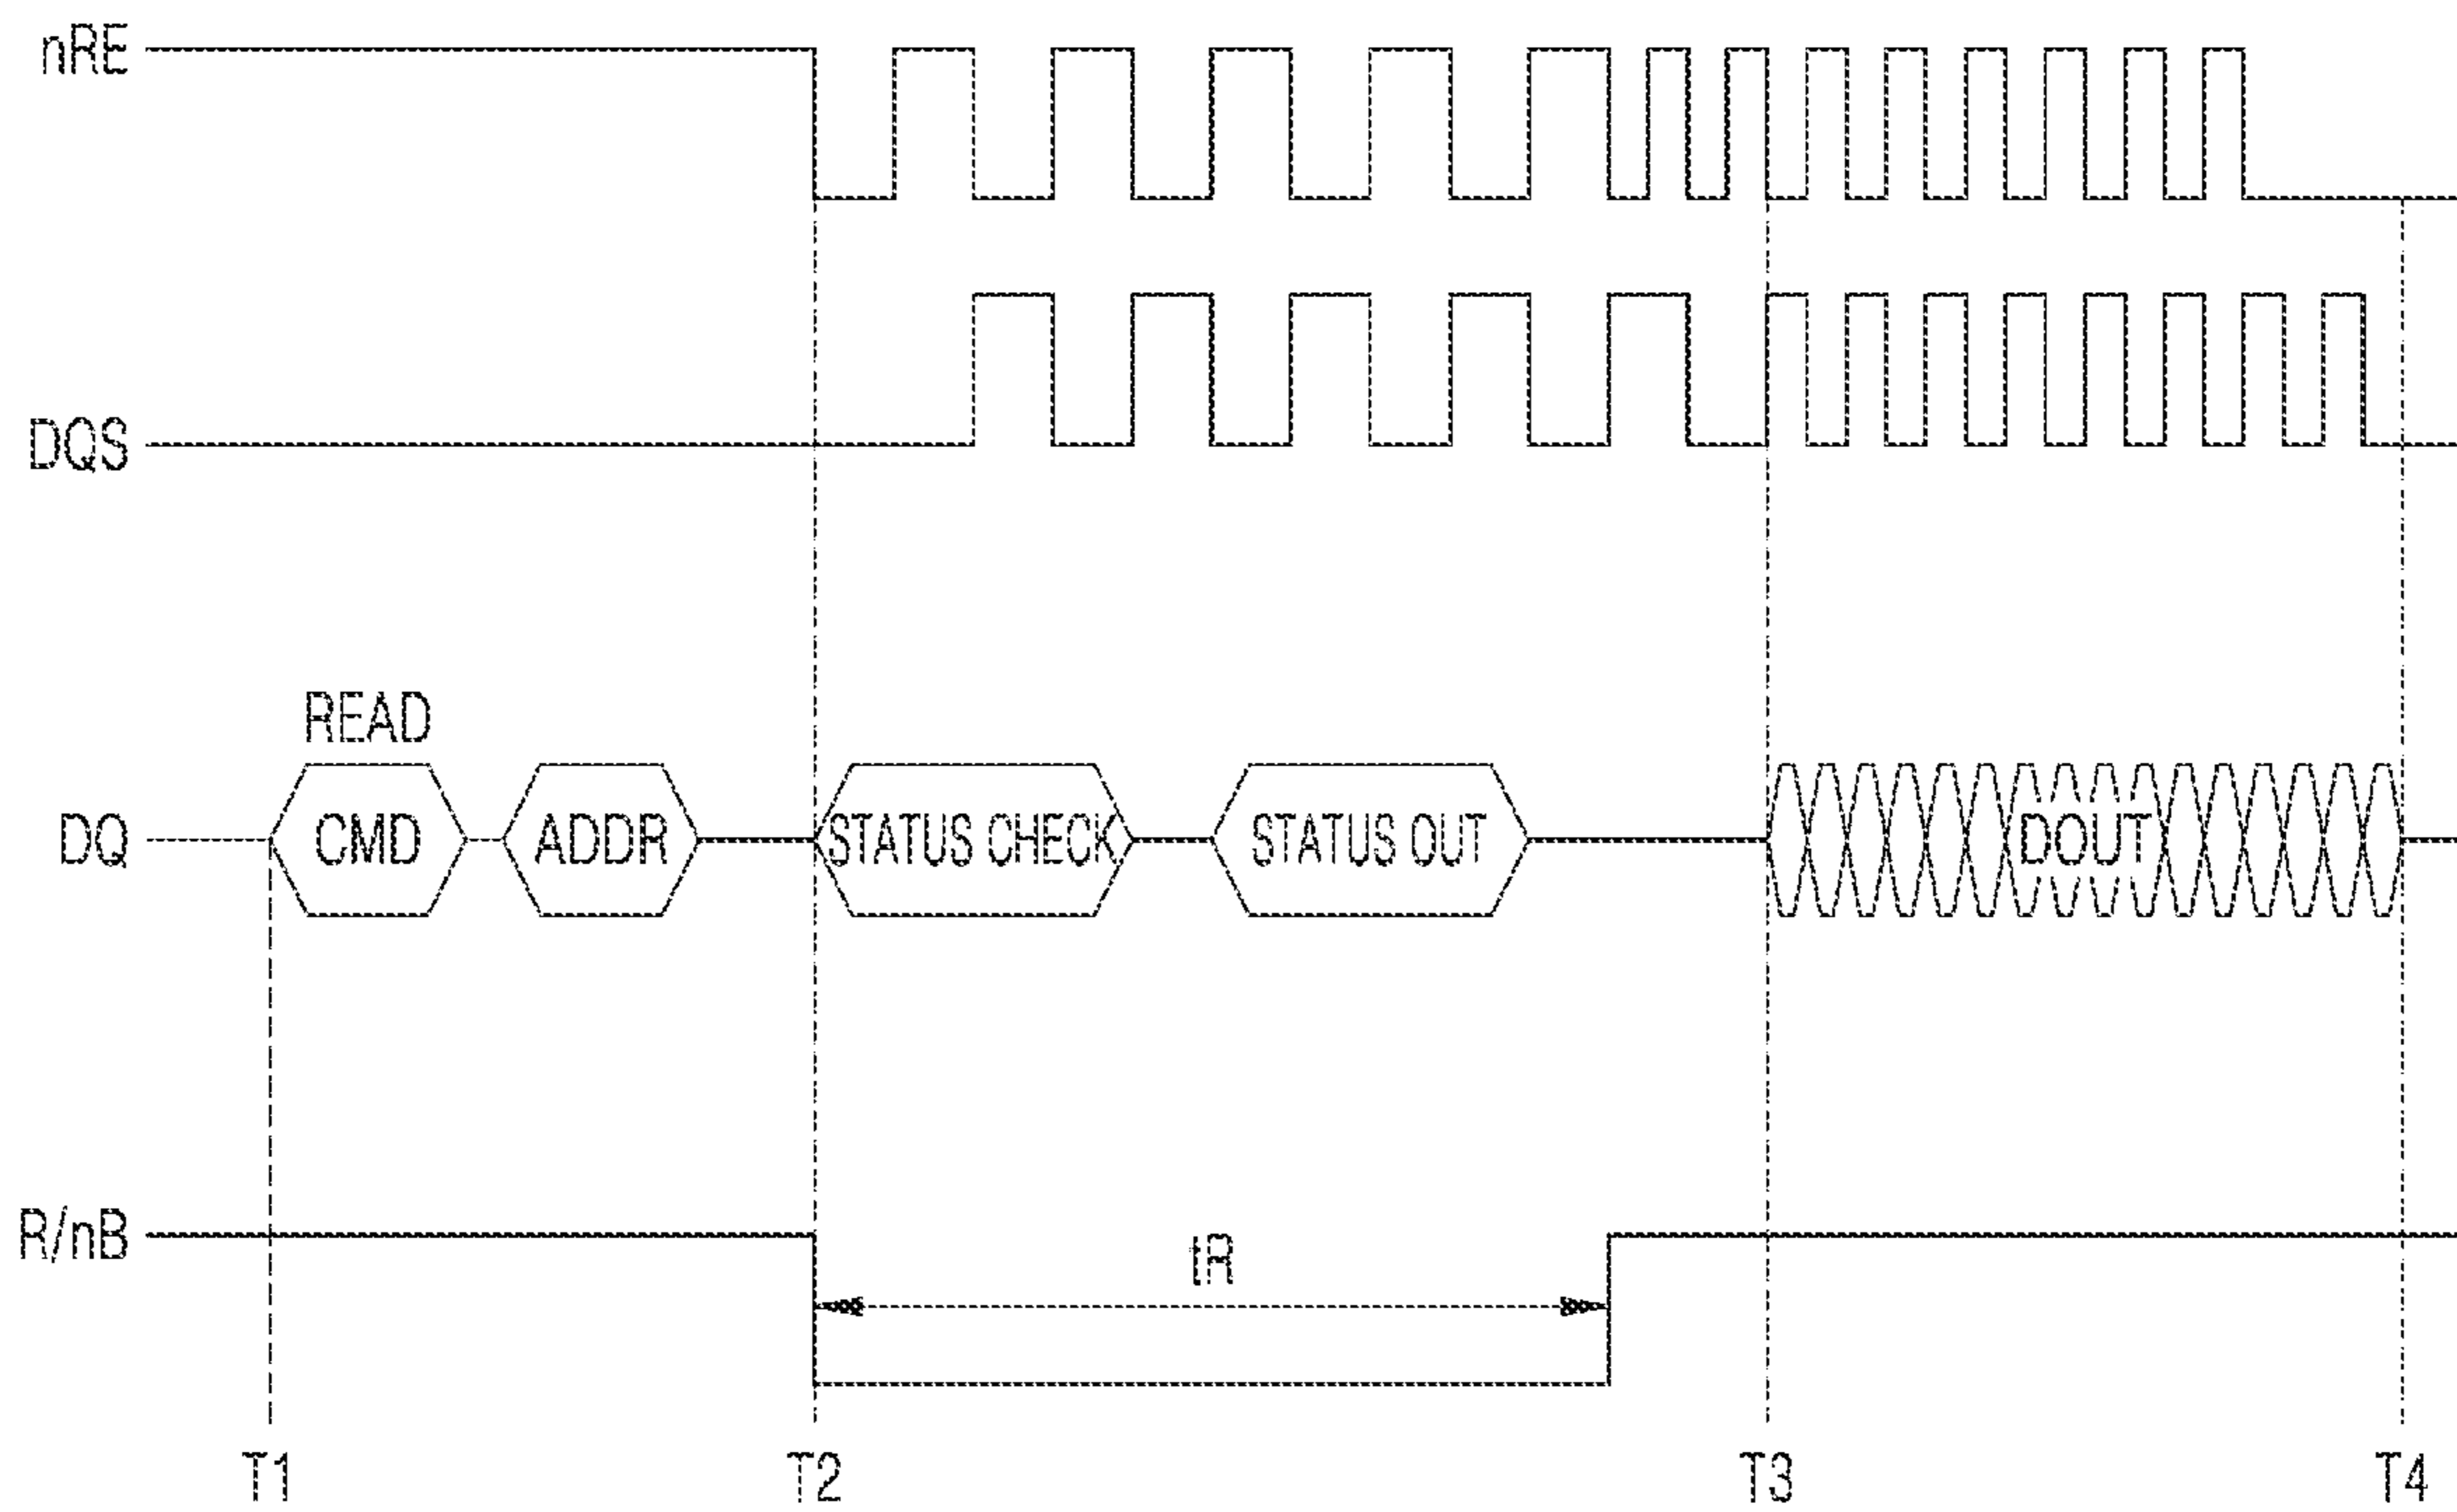 nRE
DQS
READ
DQ CMD ADDR STATUS CHECK STATUS OUT DOUT
R/nB tR
T1 T2 T3 T4